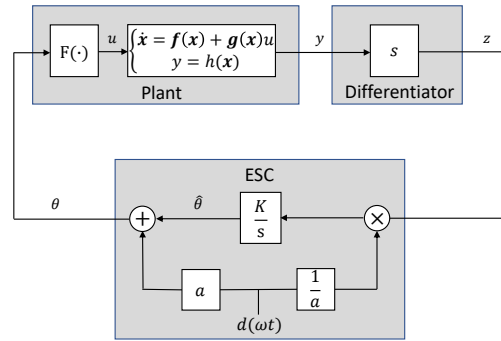 F(·)
u
ẋ = f(x) + g(x)u
y = h(x)
Plant
y
s
Differentiator
z
ESC
θ
+
θ̂
K
s
×
a
1
a
d(ωt)